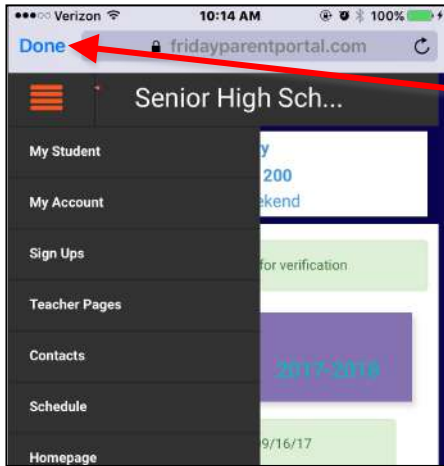 Verizon 10:14 AM 100%
Done fridayparentportal.com
Senior High Sch...
My Student
y
200
My Account
ekend
Sign Ups
for verification
Teacher Pages
Contacts
2017-2018
Schedule
09/16/17
Homepage